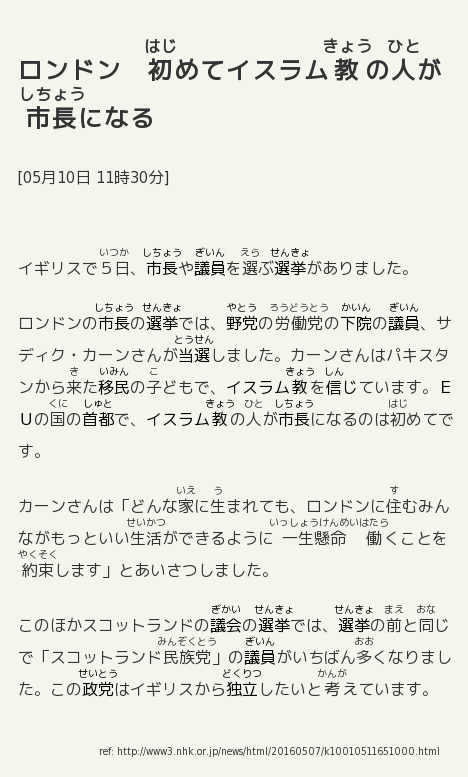 ロンドン　初めてイスラム教の人が
市長になる
[05月10日 11時30分]
イギリスで５日、市長や議員を選ぶ選挙がありました。
ロンドンの市長の選挙では、野党の労働党の下院の議員、サ
ディク・カーンさんが当選しました。カーンさんはパキスタ
ンから来た移民の子どもで、イスラム教を信じています。Ｅ
Ｕの国の首都で、イスラム教の人が市長になるのは初めてで
す。
カーンさんは「どんな家に生まれても、ロンドンに住むみん
ながもっといい生活ができるように一生懸命　働くことを
約束します」とあいさつしました。
このほかスコットランドの議会の選挙では、選挙の前と同じ
で「スコットランド民族党」の議員がいちばん多くなりまし
た。この政党はイギリスから独立したいと考えています。
ref: http://www3.nhk.or.jp/news/html/20160507/k10010511651000.html